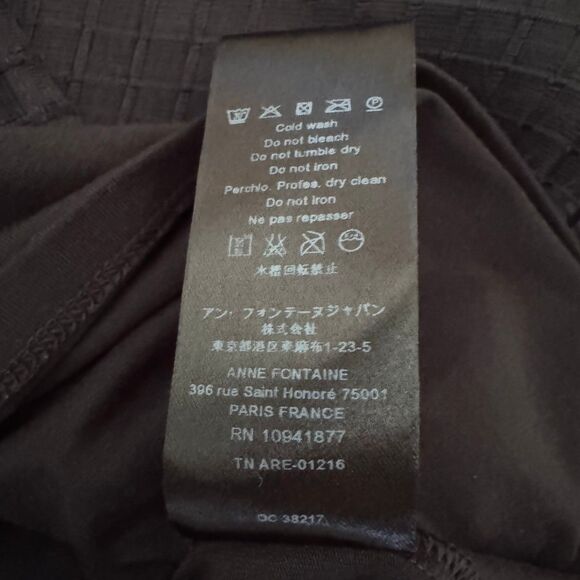 Cold wash
Do not bleach
Do not tumble dry
Do not iron
Perchlo. Profes. dry clean
Do not iron
Ne pas repasser
水槽回転禁止
アン・フォンテーヌジャパン
株式会社
東京都港区東麻布1-23-5
ANNE FONTAINE
396 rue Saint Honoré 75001
PARIS FRANCE
RN 10941877
TN ARE-01216
38217